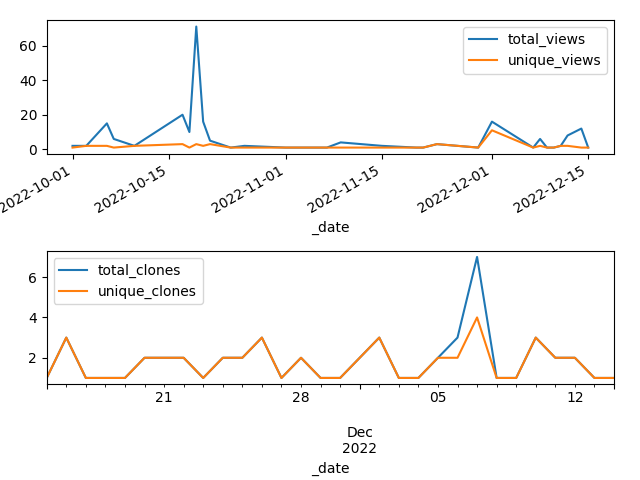 60
40
20
0
total_views
unique_views
2022-10-01
2022-10-15
2022-11-01
2022-11-15
2022-12-01
2022-12-15
_date
6
4
2
total_clones
unique_clones
21
28
05
12
Dec
2022
_date